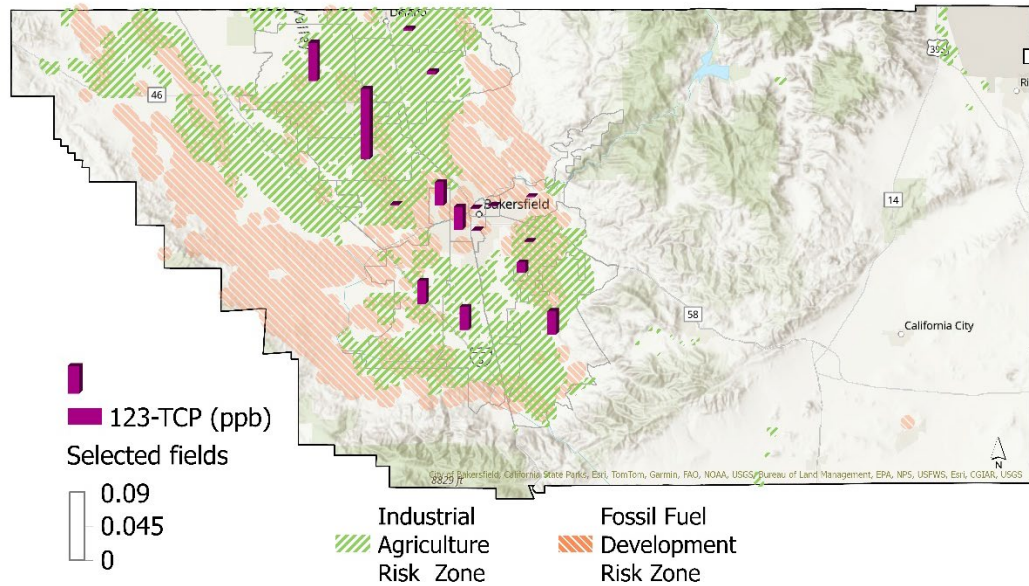 Delano
Valley
395
46
Bakersfield
14
58
California City
5
8829 ft
City of Bakersfield, California State Parks, Esri, TomTom, Garmin, FAO, NOAA, USGS, Bureau of Land Management, EPA, NPS, USFWS, Esri, CGIAR, USGS
N
123-TCP (ppb)
Selected fields
0.09
0.045
0
Industrial
Agriculture
Risk Zone
Fossil Fuel
Development
Risk Zone